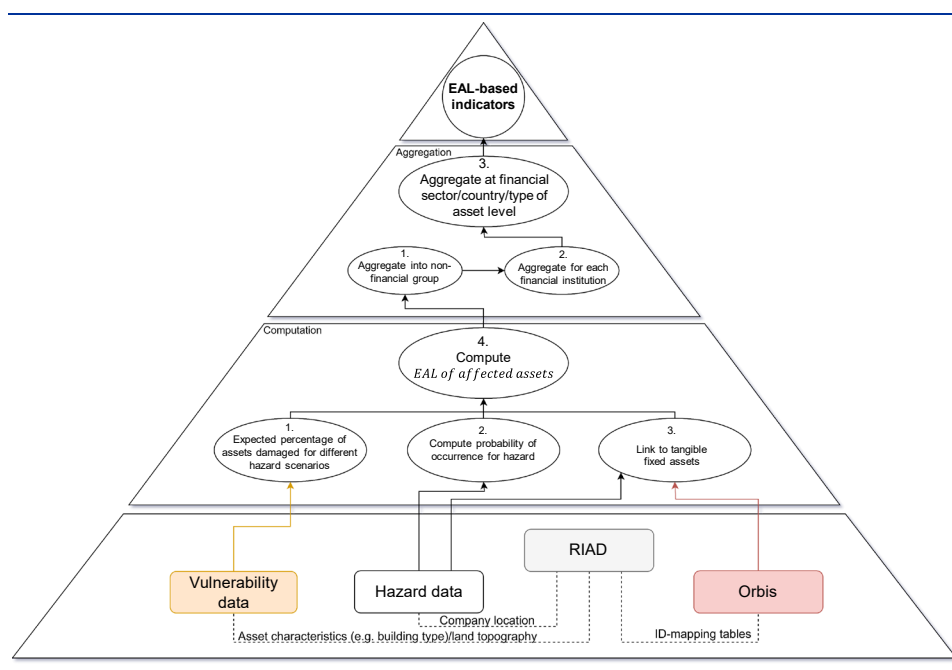 EAL-based
indicators
Aggregation
3.
Aggregate at financial
sector/country/type of
asset level
1.
Aggregate into non-
financial group
2.
Aggregate for each
financial institution
Computation
4.
Compute
EAL of affected assets
1.
Expected percentage of
assets damaged for different
hazard scenarios
2.
Compute probability of
occurrence for hazard
3.
Link to tangible
fixed assets
RIAD
Vulnerability
data
Hazard data
Orbis
Company location
Asset characteristics (e.g. building type)/land topography
ID-mapping tables